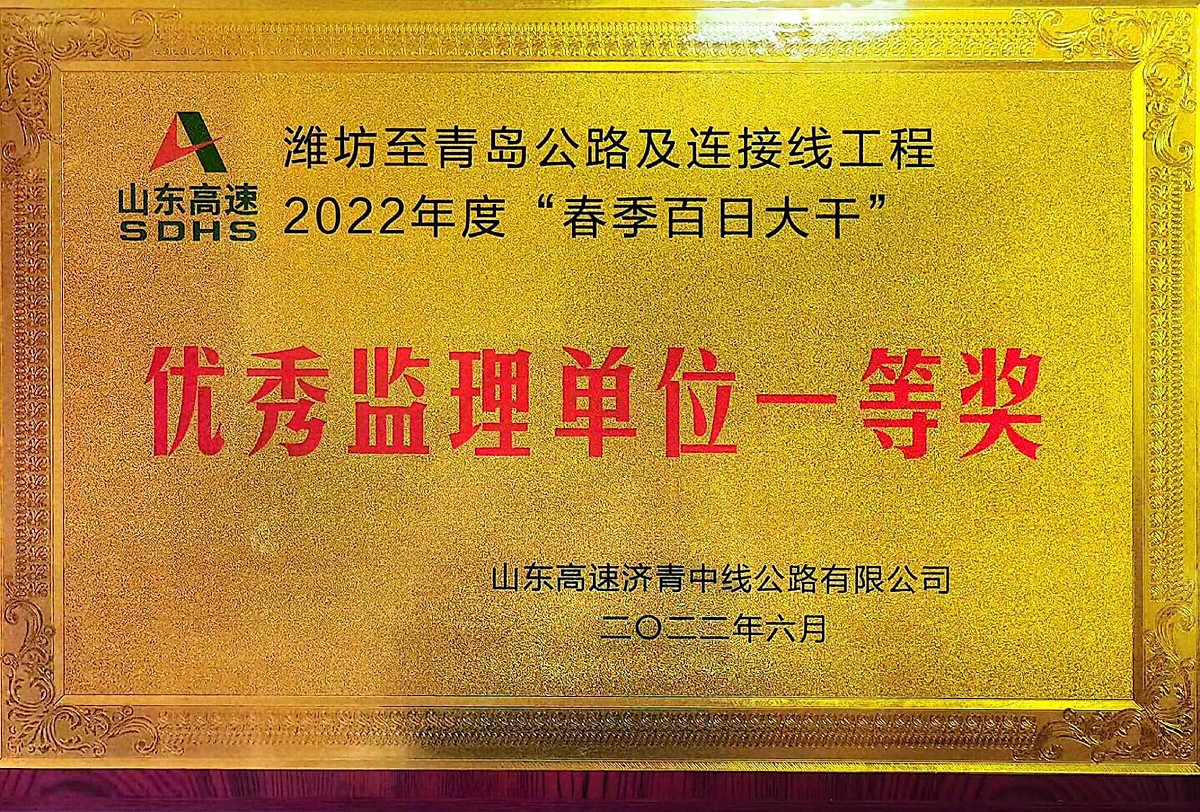 山东高速
SDHS
潍坊至青岛公路及连接线工程
2022年度“春季百日大干”
优秀监理单位一等奖
山东高速济青中线公路有限公司
二〇二二年六月